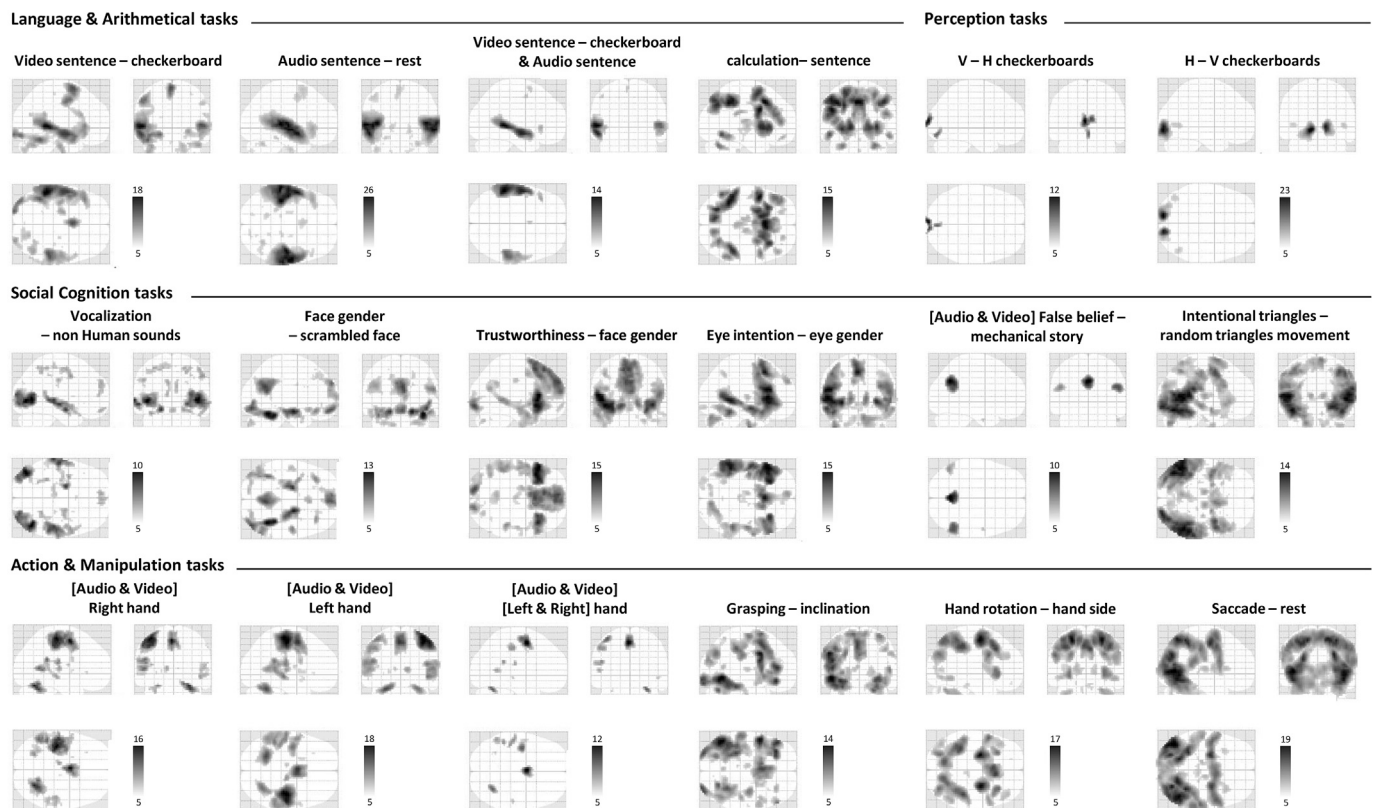 Language & Arithmetical tasks
Perception tasks
Video sentence – checkerboard
Audio sentence – rest
Video sentence – checkerboard
& Audio sentence
calculation– sentence
V – H checkerboards
H – V checkerboards
18
5
26
5
14
5
15
5
12
5
23
5
Social Cognition tasks
Vocalization
– non Human sounds
Face gender
– scrambled face
Trustworthiness – face gender
Eye intention – eye gender
[Audio & Video] False belief –
mechanical story
Intentional triangles –
random triangles movement
10
5
13
5
15
5
15
5
10
5
14
5
Action & Manipulation tasks
[Audio & Video]
Right hand
[Audio & Video]
Left hand
[Audio & Video]
[Left & Right] hand
Grasping – inclination
Hand rotation – hand side
Saccade – rest
16
5
18
5
12
5
14
5
17
5
19
5